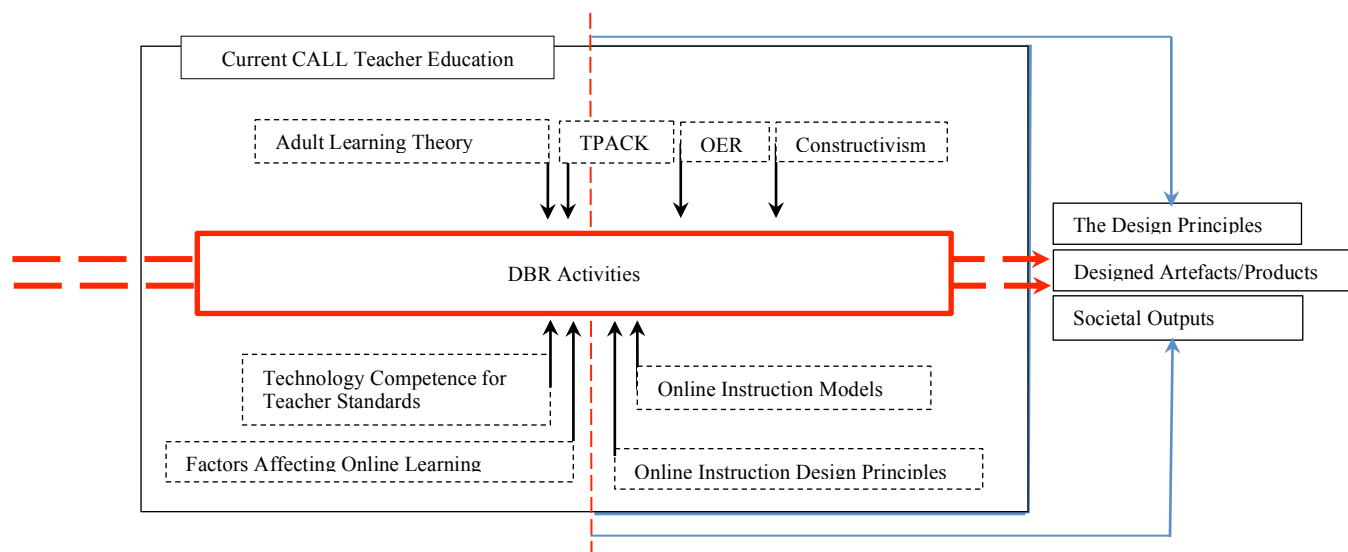 Current CALL Teacher Education
Adult Learning Theory
TPACK
OER
Constructivism
The Design Principles
DBR Activities
Designed Artefacts/Products
Societal Outputs
Technology Competence for
Teacher Standards
Online Instruction Models
Factors Affecting Online Learning
Online Instruction Design Principles